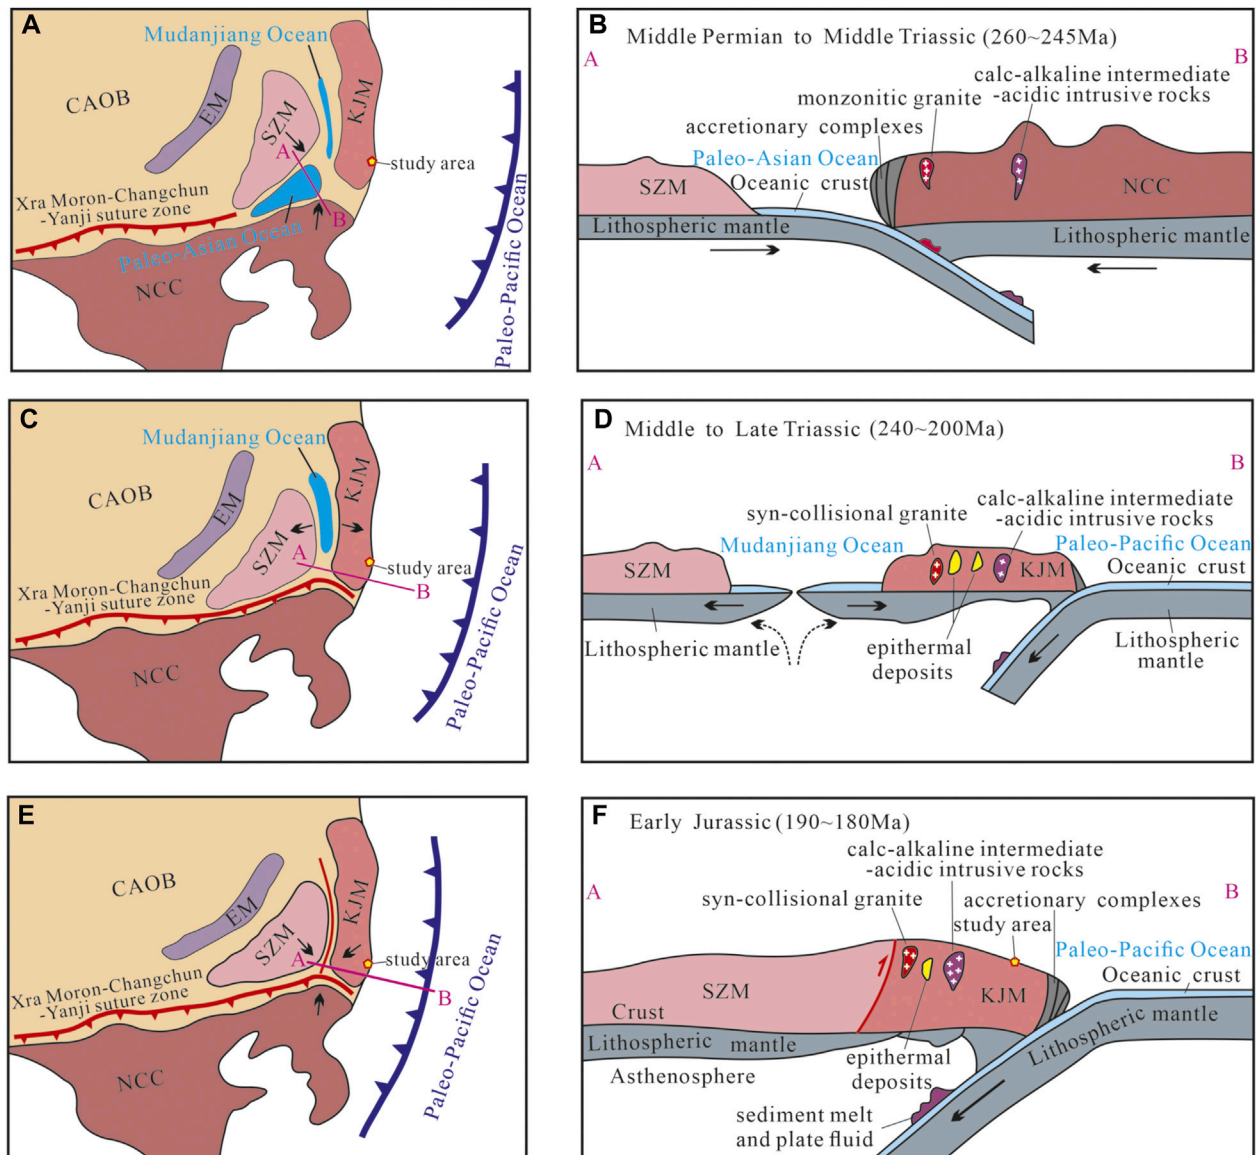 A
Mudanjiang Ocean
CAOB
EM
SZM
KJM
A
study area
Xra Moron-Changchun
-Yanji suture zone
B
Paleo-Asian Ocean
NCC
Paleo-Pacific Ocean
B
Middle Permian to Middle Triassic (260~245Ma)
A
B
calc-alkaline intermediate
-acidic intrusive rocks
monzonitic granite
accretionary complexes
Paleo-Asian Ocean
Oceanic crust
SZM
NCC
Lithospheric mantle
Lithospheric mantle
C
Mudanjiang Ocean
CAOB
EM
SZM
KJM
A
study area
B
Xra Moron-Changchun
-Yanji suture zone
NCC
Paleo-Pacific Ocean
D
Middle to Late Triassic (240~200Ma)
A
B
calc-alkaline intermediate
-acidic intrusive rocks
syn-collisional granite
Mudanjiang Ocean
Paleo-Pacific Ocean
Oceanic crust
SZM
KJM
Lithospheric mantle
epithermal
deposits
Lithospheric
mantle
E
CAOB
EM
SZM
KJM
A
study area
B
Xra Moron-Changchun
-Yanji suture zone
NCC
Paleo-Pacific Ocean
F
Early Jurassic (190~180Ma)
calc-alkaline intermediate
-acidic intrusive rocks
A
B
syn-collisional granite
accretionary complexes
study area
Paleo-Pacific Ocean
Oceanic crust
SZM
KJM
Crust
Lithospheric mantle
Lithospheric mantle
Asthenosphere
epithermal
deposits
sediment melt
and plate fluid